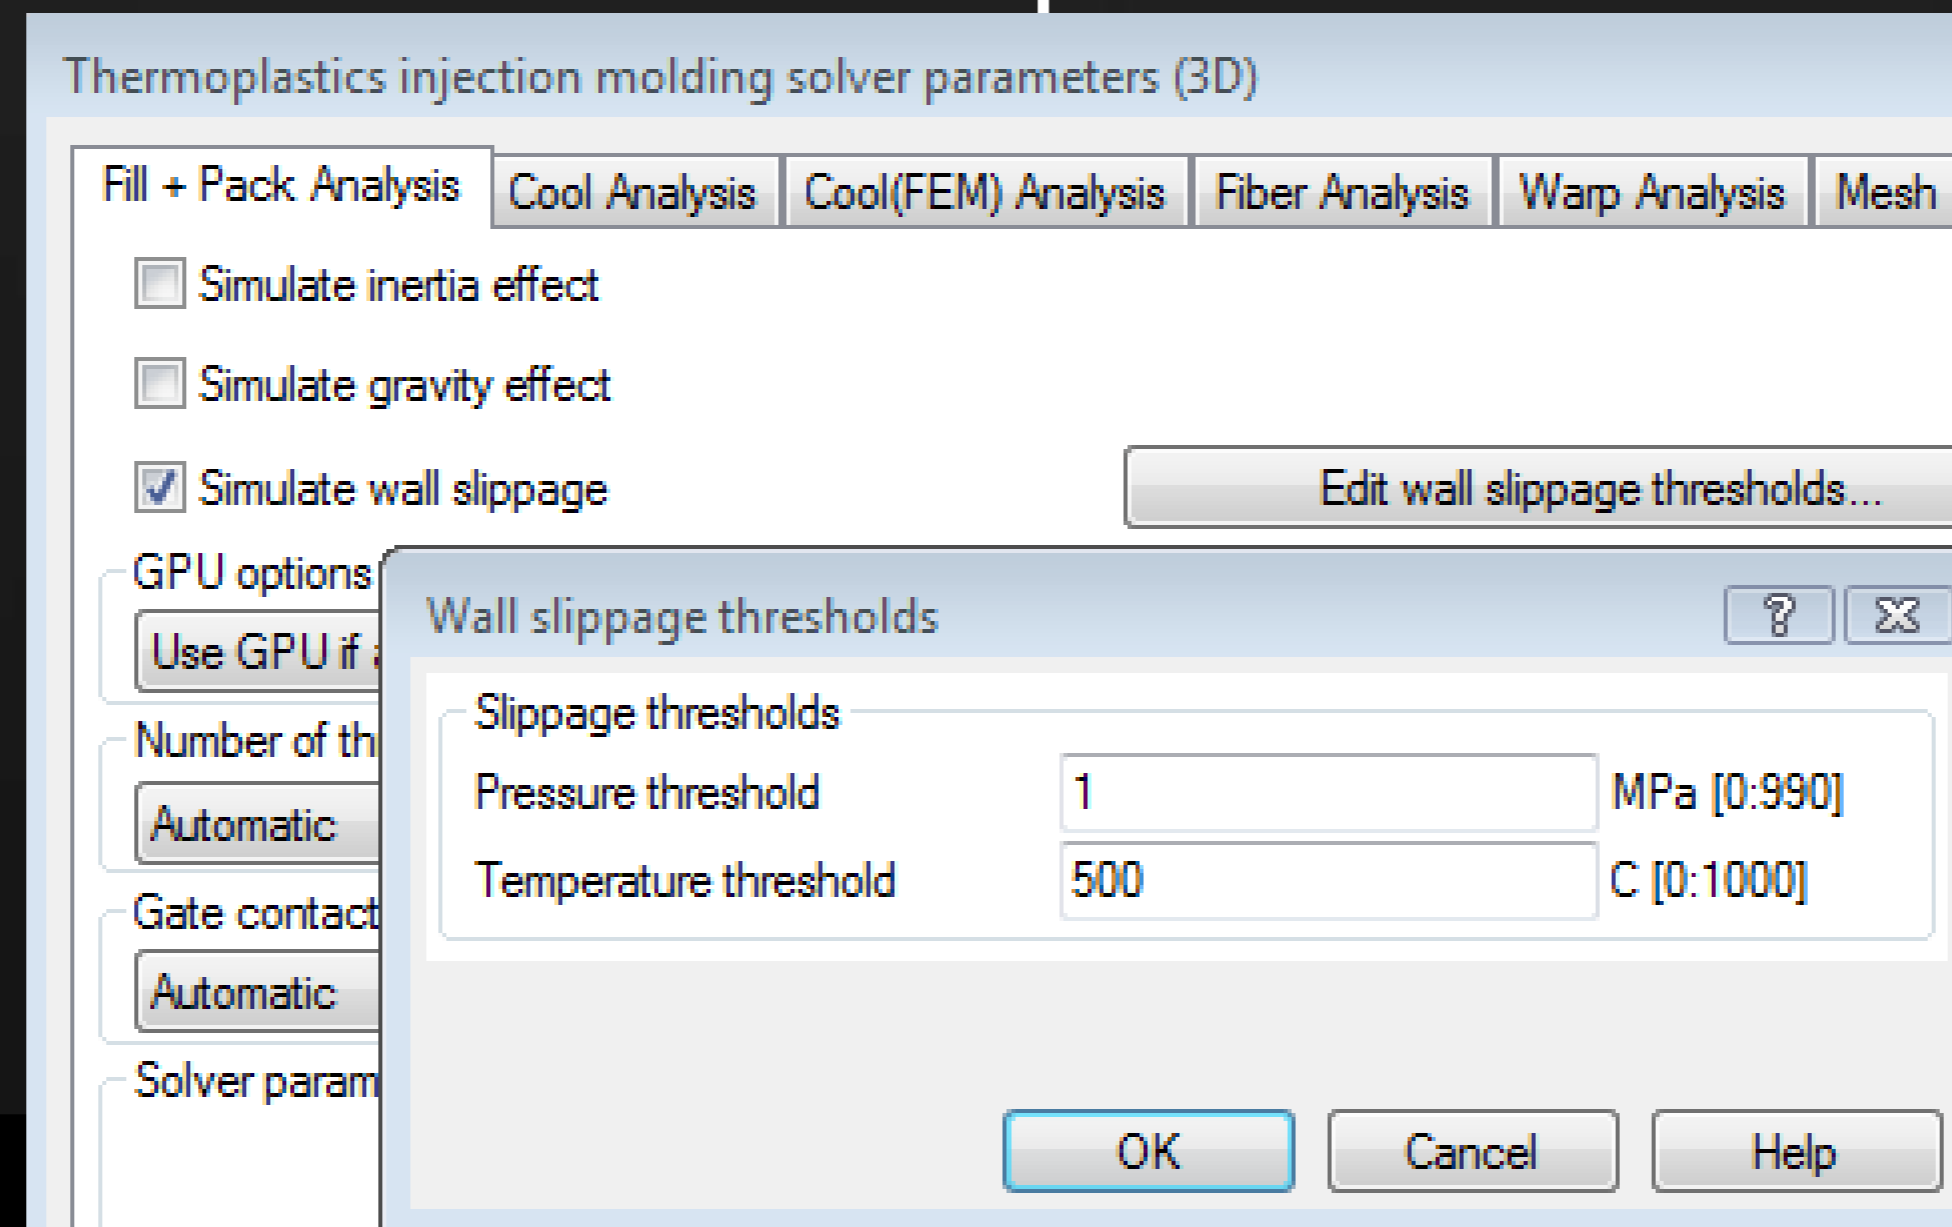 Thermoplastics injection molding solver parameters (3D)
Fill + Pack Analysis Cool Analysis Cool(FEM) Analysis Fiber Analysis Warp Analysis Mesh
Simulate inertia effect
Simulate gravity effect
Simulate wall slippage Edit wall slippage thresholds...
GPU options
Use GPU if
Wall slippage thresholds
Slippage thresholds
Pressure threshold 1 MPa [0:990]
Temperature threshold 500 C [0:1000]
Number of
Automatic
Gate contact
Automatic
Solver
OK Cancel Help